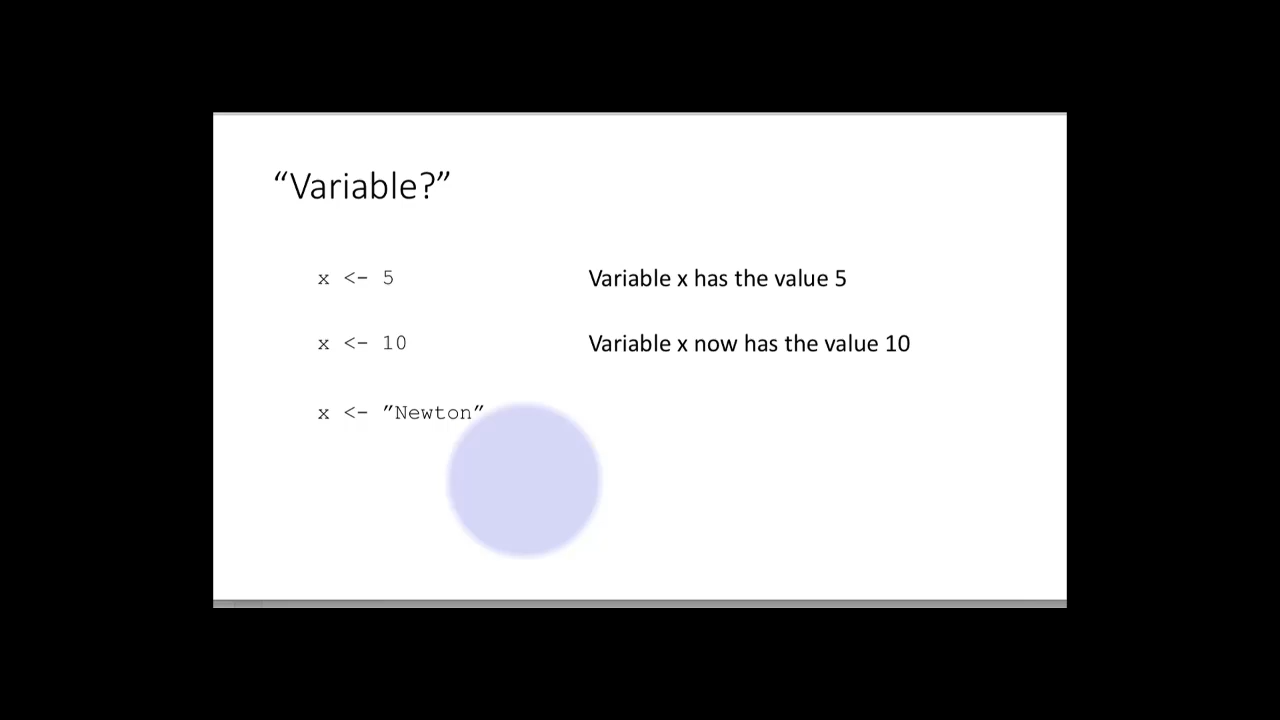 “Variable?”
x <- 5 Variable x has the value 5
x <- 10 Variable x now has the value 10
x <- ”Newton”